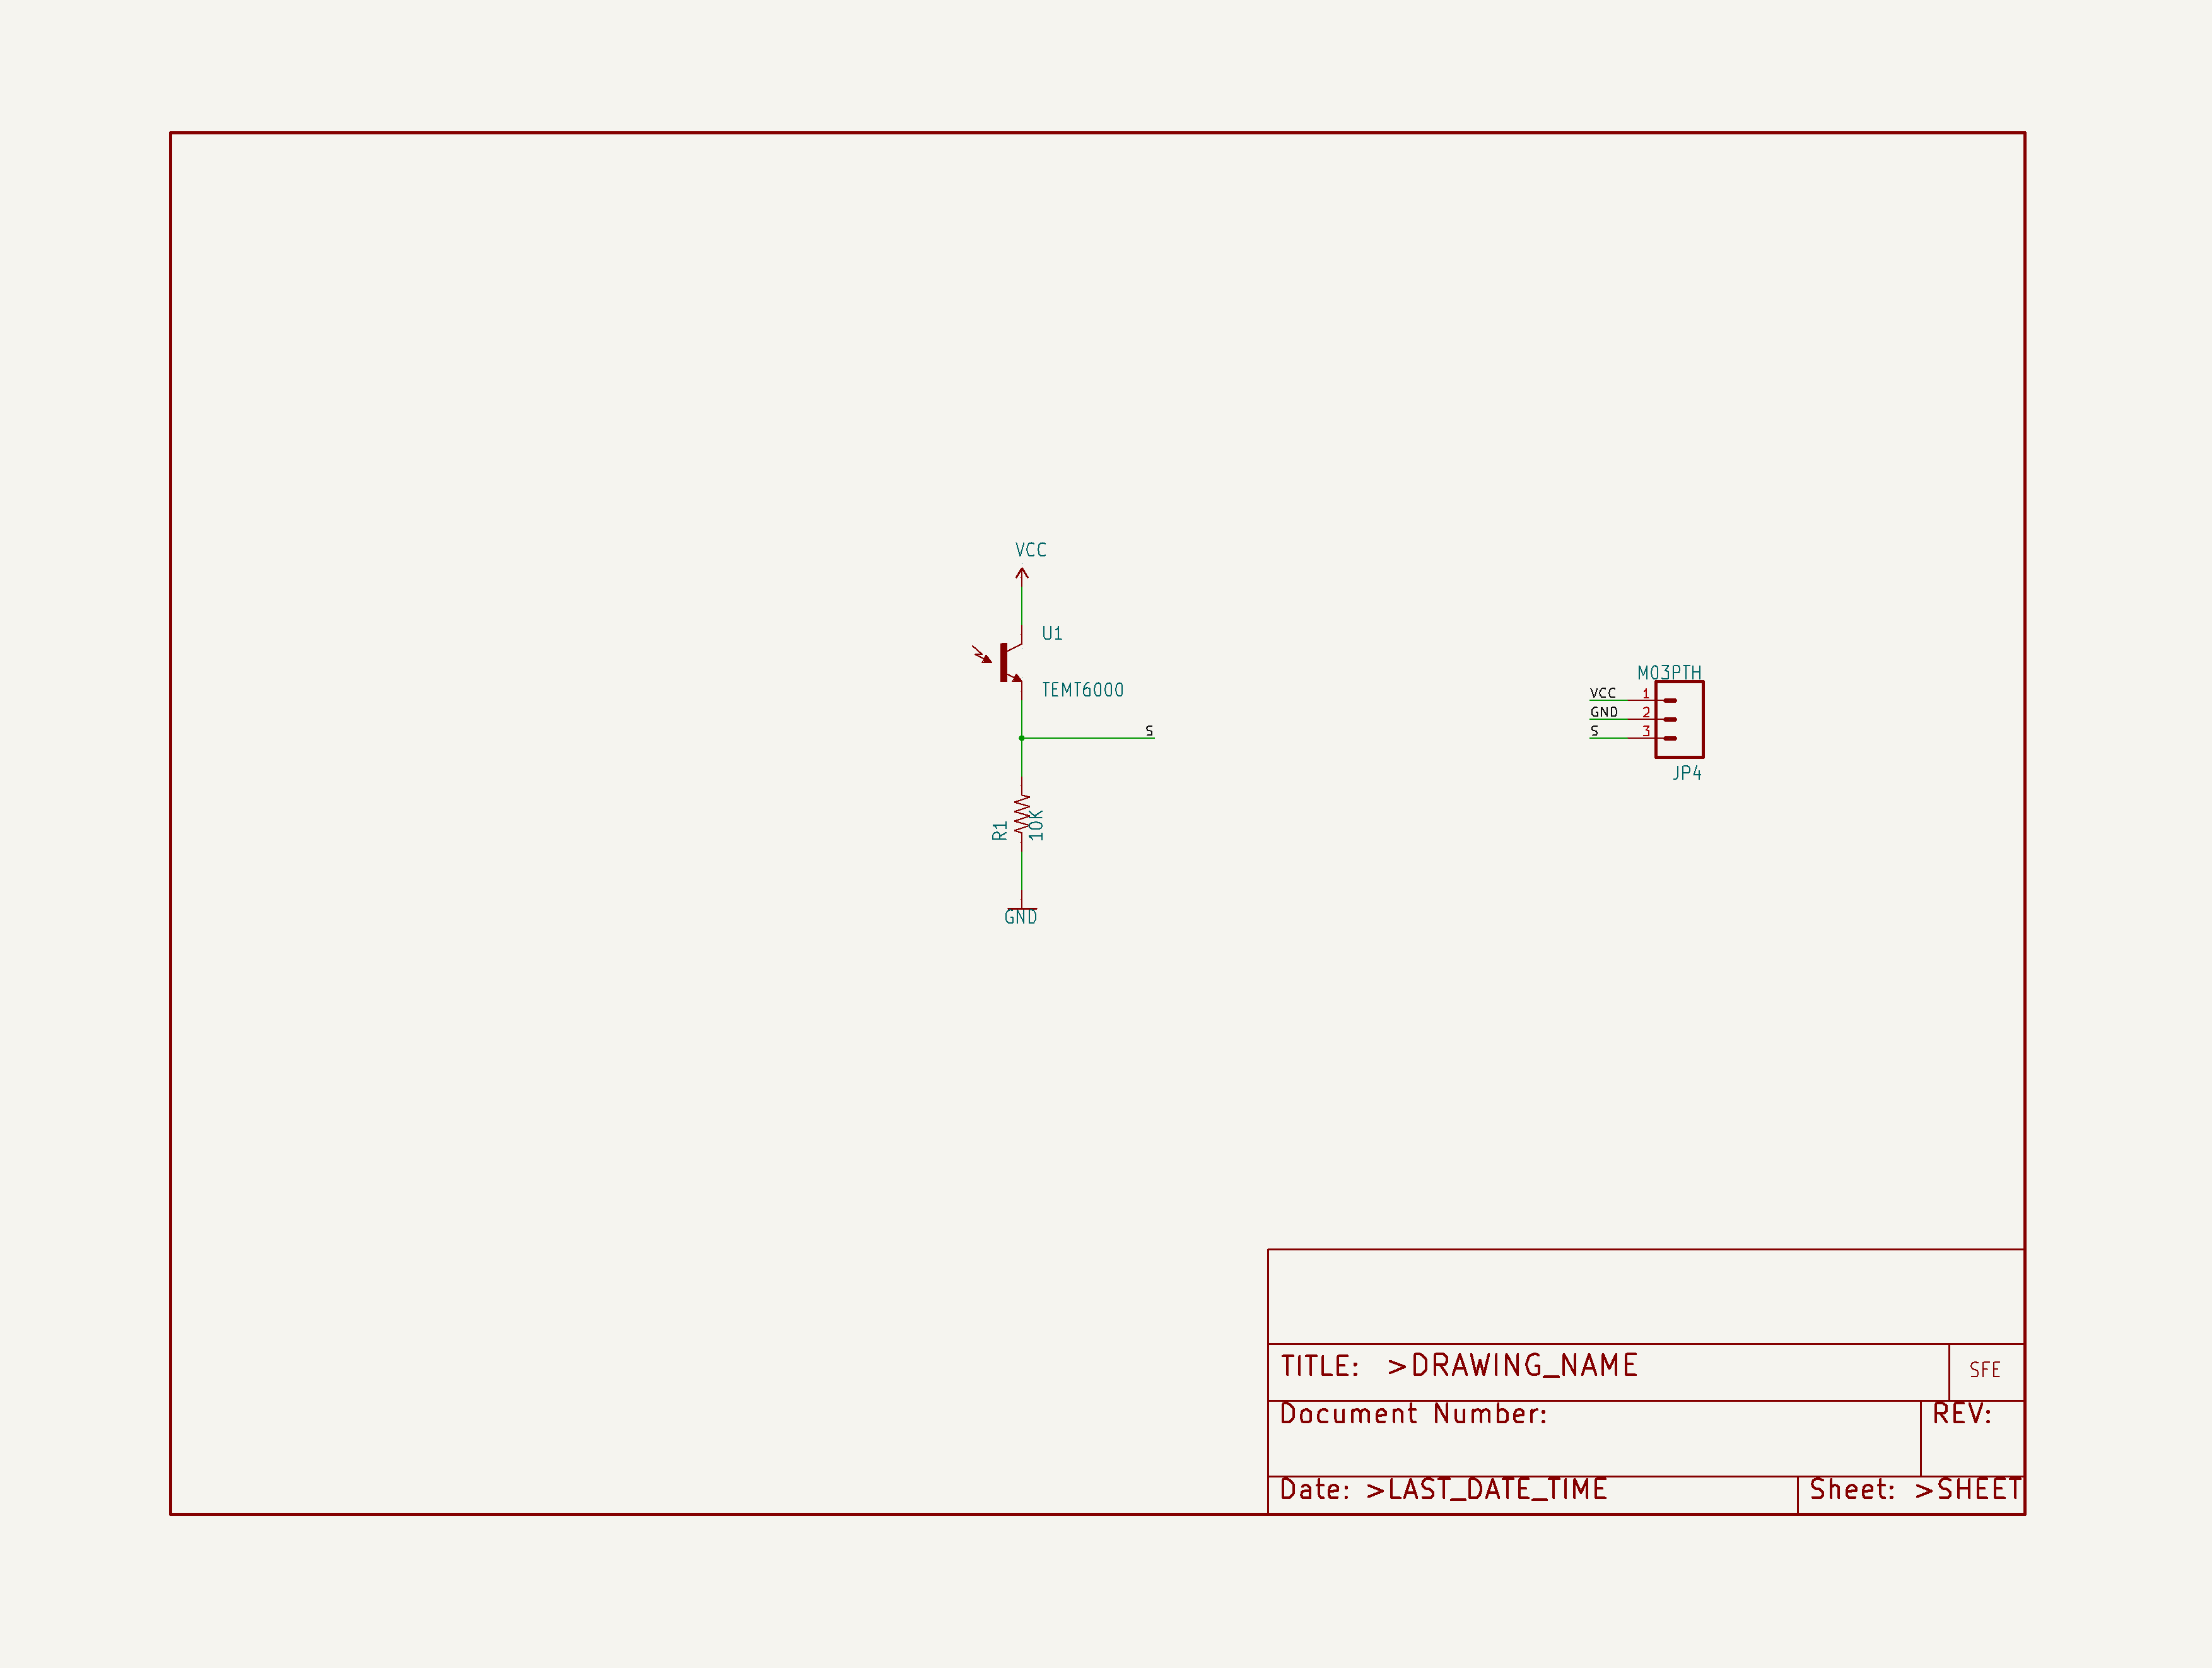 VCC
U1
TEMT6000
S
R1
10K
GND
M03PTH
VCC 1
GND 2
S 3
JP4
TITLE: >DRAWING_NAME
SFE
Document Number:
REV:
Date: >LAST_DATE_TIME
Sheet: >SHEET